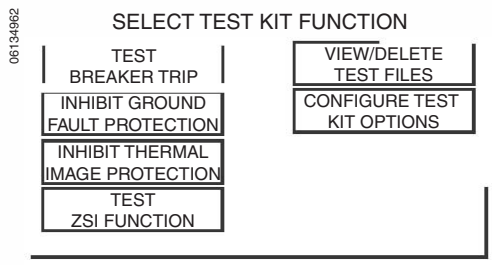 06134962
SELECT TEST KIT FUNCTION
TEST
BREAKER TRIP
INHIBIT GROUND
FAULT PROTECTION
INHIBIT THERMAL
IMAGE PROTECTION
TEST
ZSI FUNCTION
VIEW/DELETE
TEST FILES
CONFIGURE TEST
KIT OPTIONS